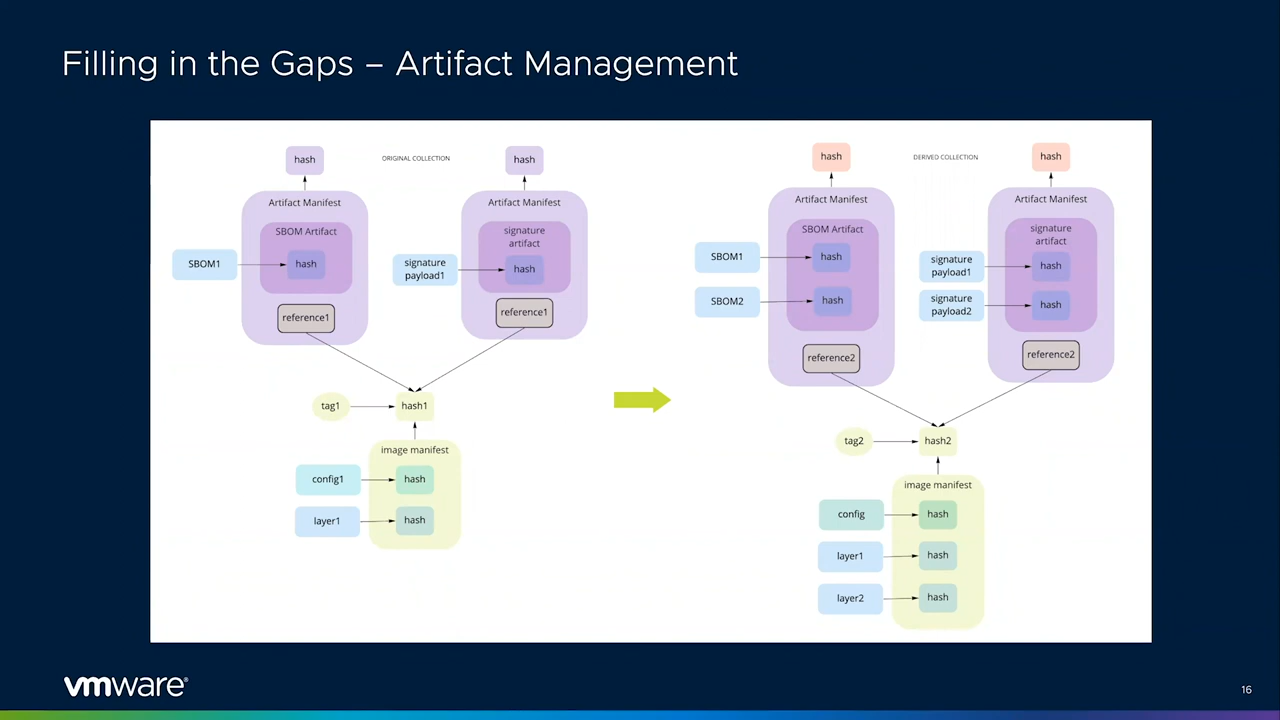 Filling in the Gaps – Artifact Management
hash
ORIGINAL COLLECTION
hash
Artifact Manifest
Artifact Manifest
SBOM Artifact
signature
artifact
SBOM1
hash
signature
payload1
hash
reference1
reference1
tag1
hash1
image manifest
config1
hash
layer1
hash
hash
DERIVED COLLECTION
hash
Artifact Manifest
Artifact Manifest
SBOM Artifact
signature
artifact
SBOM1
hash
signature
payload1
hash
SBOM2
hash
signature
payload2
hash
reference2
reference2
tag2
hash2
image manifest
config
hash
layer1
hash
layer2
hash
vmware®
16